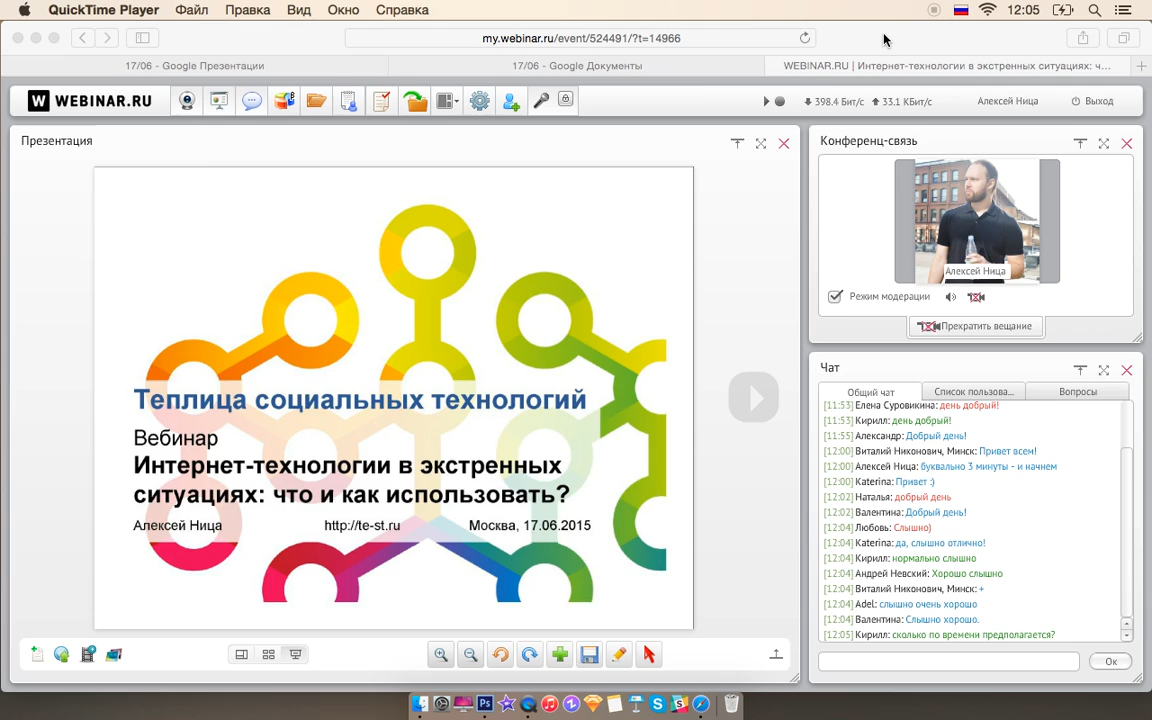 QuickTime Player Файл Правка Вид Окно Справка 12:05
my.webinar.ru/event/524491/?t=14966
17/06 - Google Презентации 17/06 - Google Документы WEBINAR.RU | Интернет-технологии в экстренных ситуациях: ч...
W WEBINAR.RU 398.4 Бит/с 33.1 КБит/с Алексей Ница Выход
Презентация
Теплица социальных технологий
Вебинар
Интернет-технологии в экстренных
ситуациях: что и как использовать?
Алексей Ница http://te-st.ru Москва, 17.06.2015
Конференц-связь
Алексей Ница
Режим модерации
Прекратить вещание
Чат
Общий чат Список пользова... Вопросы
[11:53] Елена Суровикина: день добрый!
[11:53] Кирилл: день добрый!
[11:55] Александр: Добрый день!
[12:00] Виталий Никонович, Минск: Привет всем!
[12:00] Алексей Ница: буквально 3 минуты - и начнем
[12:00] Katerina: Привет :)
[12:02] Наталья: добрый день
[12:02] Валентина: Добрый день!
[12:04] Любовь: Слышно)
[12:04] Katerina: да, слышно отлично!
[12:04] Кирилл: нормально слышно
[12:04] Андрей Невский: Хорошо слышно
[12:04] Виталий Никонович, Минск: +
[12:04] Adel: слышно очень хорошо
[12:04] Валентина: Слышно хорошо.
[12:05] Кирилл: сколько по времени предполагается?
Ок